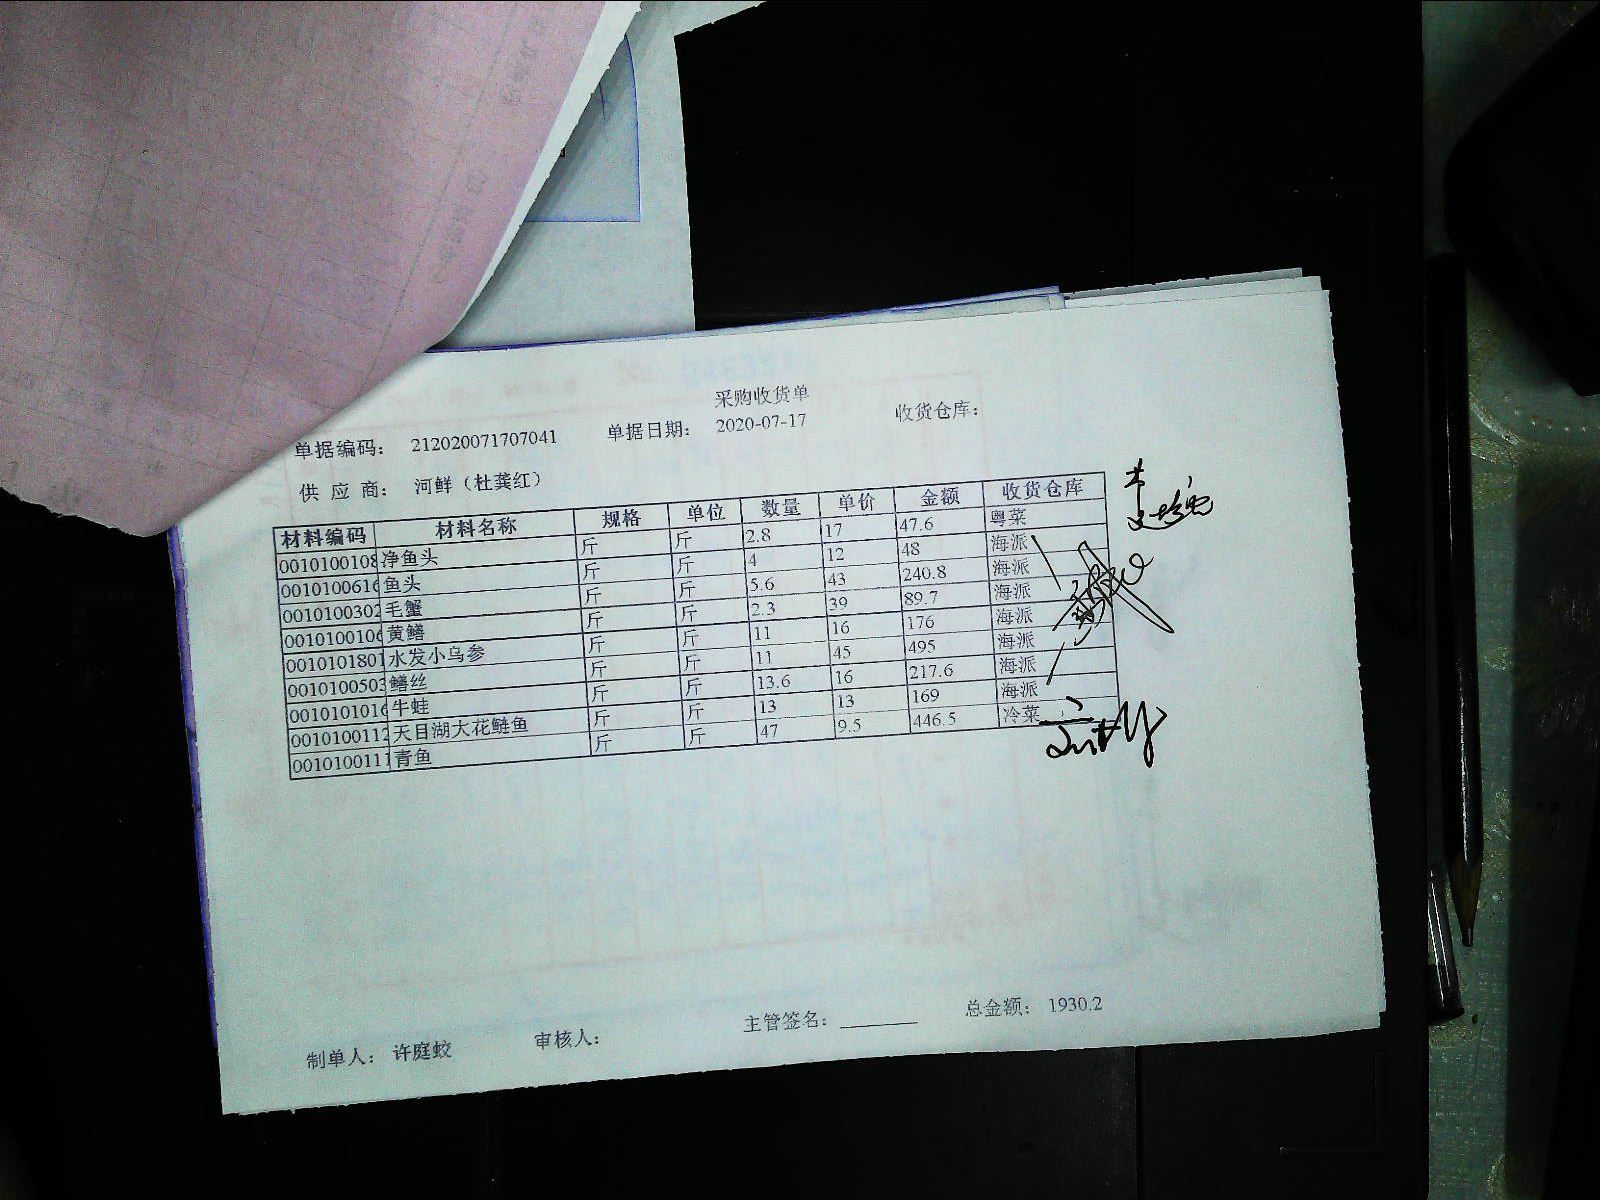 采购收货单
单据编码： 212020071707041 单据日期： 2020-07-17 收货仓库：
供 应 商： 河鲜（杜龚红）
材料编码 材料名称 规格 单位 数量 单价 金额 收货仓库
0010100108 净鱼头 斤 斤 2.8 17 47.6 粤菜
0010100616 鱼头 斤 斤 4 12 48 海派
0010100302 毛蟹 斤 斤 5.6 43 240.8 海派
0010100106 黄鳝 斤 斤 2.3 39 89.7 海派
0010101801 水发小乌参 斤 斤 11 16 176 海派
0010100503 鳝丝 斤 斤 11 45 495 海派
0010101016 牛蛙 斤 斤 13.6 16 217.6 海派
0010100112 天目湖大花鲢鱼 斤 斤 13 13 169 海派
0010100111 青鱼 斤 斤 47 9.5 446.5 冷菜
制单人： 许庭蛟 审核人： 主管签名： 总金额： 1930.2